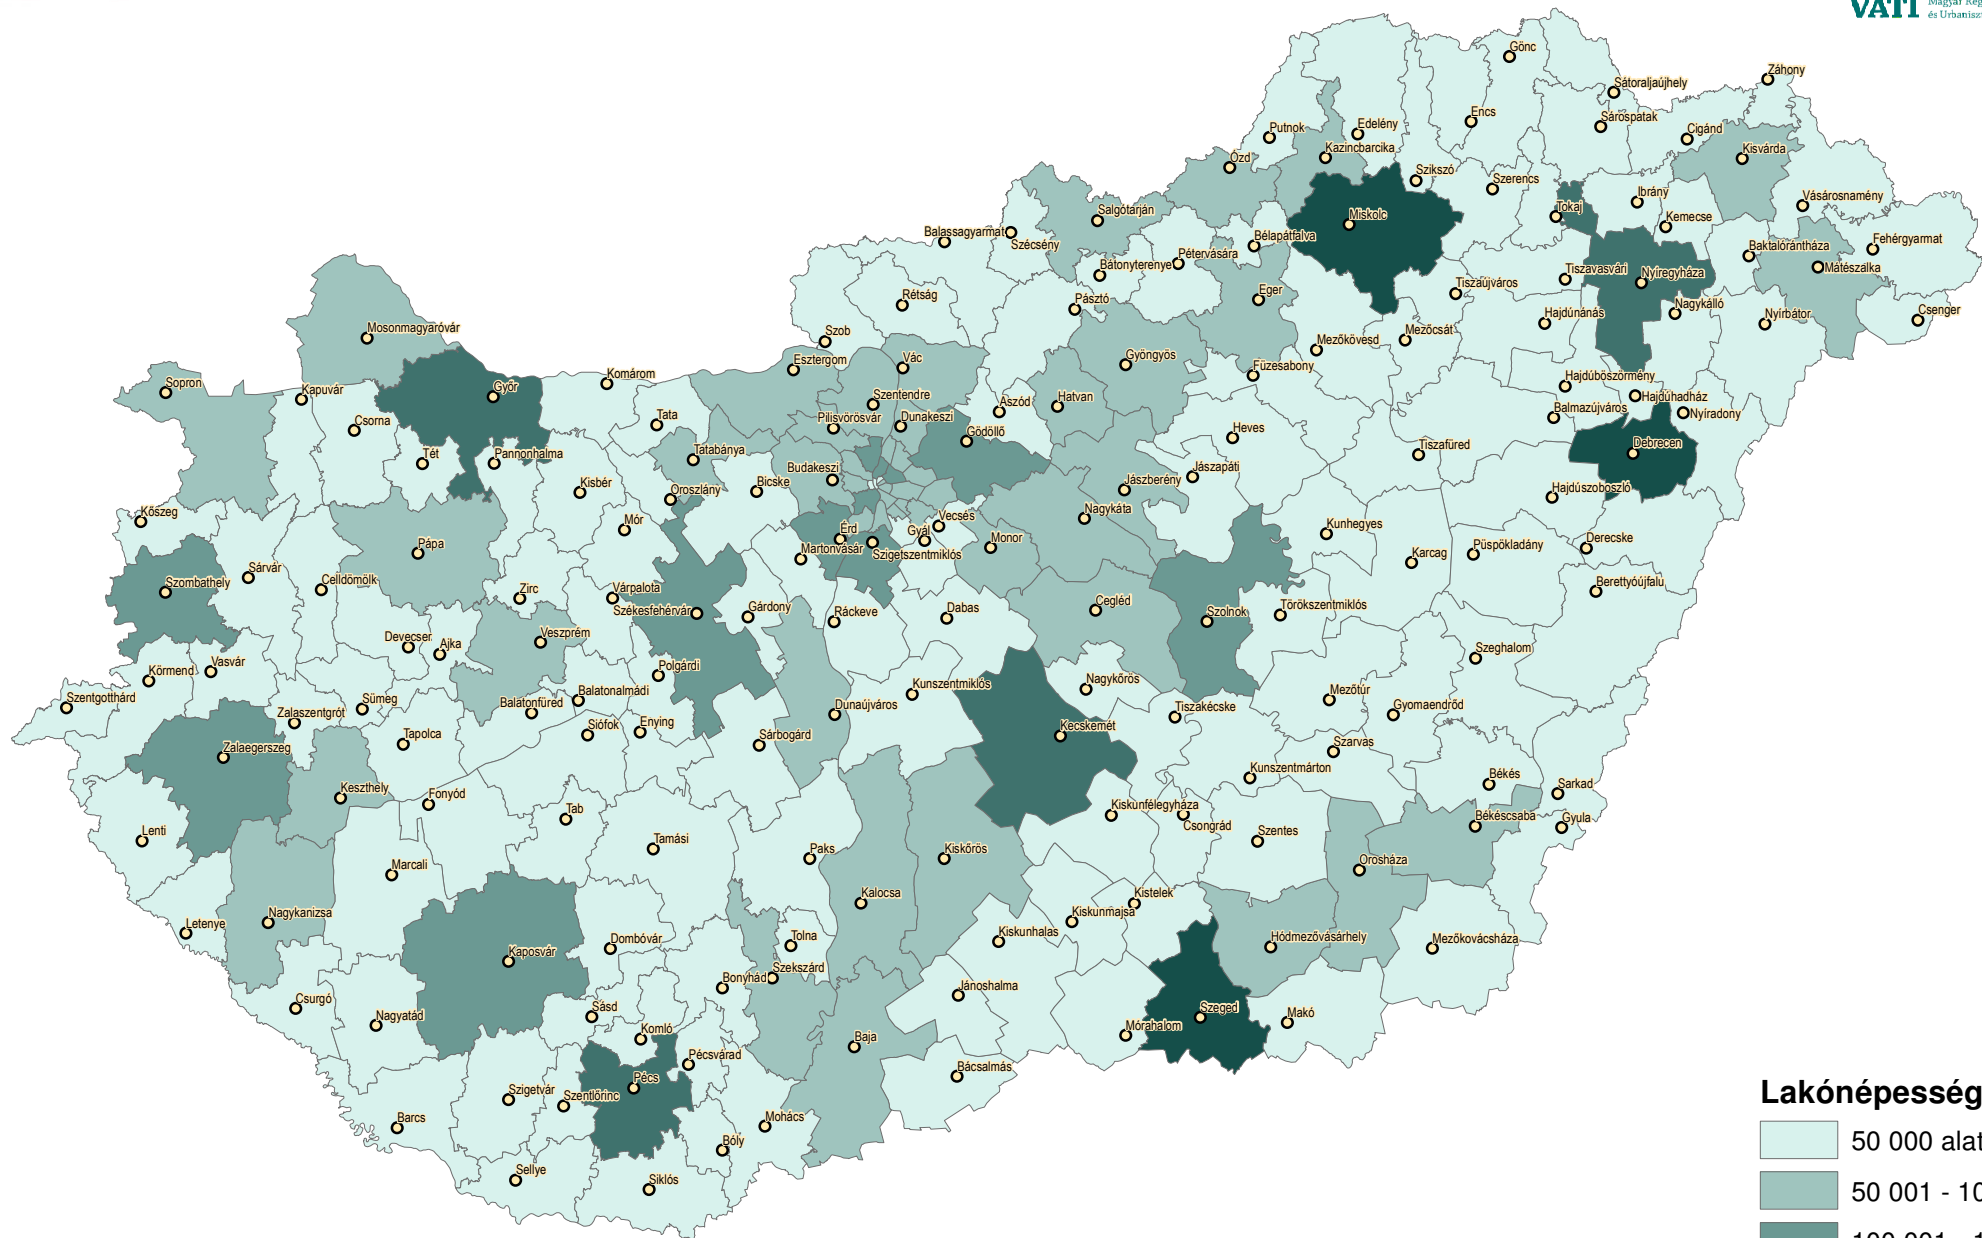 VÁTI Magyar Reg
és Urbanisz
Gönc
Záhony
Sátoraljaújhely
Encs
Sárospatak
Cigánd
Putnok
Edelény
Kazincbarcika
Kisvárda
Ózd
Szikszó
Szerencs
Ibrány
Vásárosnamény
Tokaj
Kemecse
Salgótarján
Miskolc
Balassagyarmat
Szécsény
Bélapátfalva
Pétervására
Bátonyterenye
Baktalórántháza
Fehérgyarmat
Mátészalka
Tiszavasvári
Nyíregyháza
Rétság
Pásztó
Eger
Tiszaújváros
Nagykálló
Hajdúnánás
Nyírbátor
Csenger
Mosonmagyaróvár
Szob
Mezőkövesd
Mezőcsát
Esztergom
Vác
Gyöngyös
Füzesabony
Sopron
Kapuvár
Győr
Komárom
Szentendre
Aszód
Hatvan
Hajdúböszörmény
Hajdúhadház
Nyíradony
Balmazújváros
Csorna
Tata
Pilisvörösvár
Dunakeszi
Gödöllő
Heves
Tiszafüred
Debrecen
Tét
Pannonhalma
Tatabánya
Budakeszi
Jászberény
Jászapáti
Kisbér
Oroszlány
Bicske
Hajdúszoboszló
Kőszeg
Mór
Nagykáta
Vecsés
Érd
Gyál
Monor
Kunhegyes
Martonvásár
Szigetszentmiklós
Karcag
Püspökladány
Derecske
Pápa
Szombathely
Sárvár
Celldömölk
Zirc
Várpalota
Székesfehérvár
Gárdony
Ráckeve
Dabas
Cegléd
Szolnok
Törökszentmiklós
Berettyóújfalu
Devecser
Ajka
Veszprém
Szeghalom
Körmend
Vasvár
Polgárdi
Szentgotthárd
Sümeg
Balatonfüred
Balatonalmádi
Kunszentmiklós
Nagykőrös
Mezőtúr
Zalaszentgrót
Tapolca
Siófok
Enying
Dunaújváros
Tiszakécske
Gyomaendrőd
Zalaegerszeg
Sárbogárd
Kecskemét
Szarvas
Kunszentmárton
Keszthely
Fonyód
Békés
Sarkad
Tab
Kiskunfélegyháza
Csongrád
Békéscsaba
Gyula
Lenti
Tamási
Paks
Kiskőrös
Szentes
Orosháza
Marcali
Kalocsa
Kistelek
Letenye
Nagykanizsa
Kiskunmajsa
Kiskunhalas
Kaposvár
Dombóvár
Tolna
Hódmezővásárhely
Mezőkovácsháza
Bonyhád
Szekszárd
Jánoshalma
Csurgó
Nagyatád
Sásd
Szeged
Makó
Komló
Mórahalom
Baja
Pécsvárad
Bácsalmás
Szigetvár
Szentlőrinc
Pécs
Barcs
Mohács
Bóly
Sellye
Siklós
Lakónépesség
50 000 alat
50 001 - 10